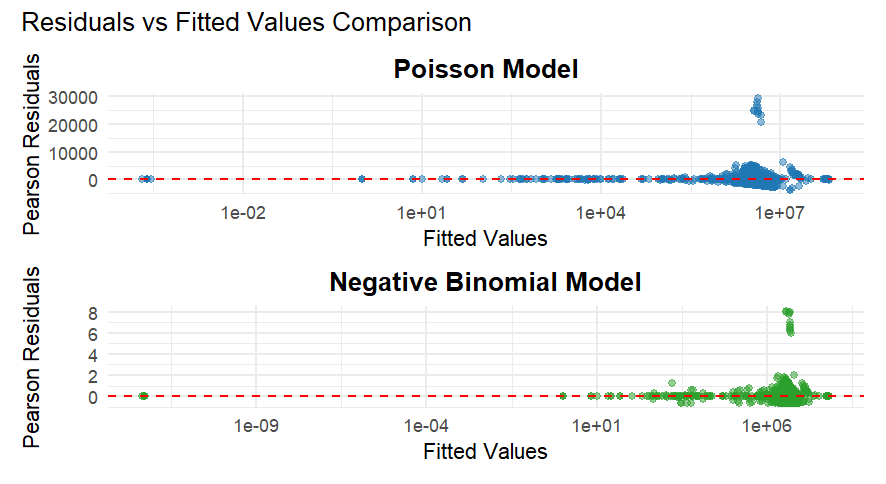 Residuals vs Fitted Values Comparison
Poisson Model
Pearson Residuals
30000
20000
10000
0
1e-02 1e+01 1e+04 1e+07
Fitted Values
Negative Binomial Model
Pearson Residuals
8
6
4
2
0
1e-09 1e-04 1e+01 1e+06
Fitted Values